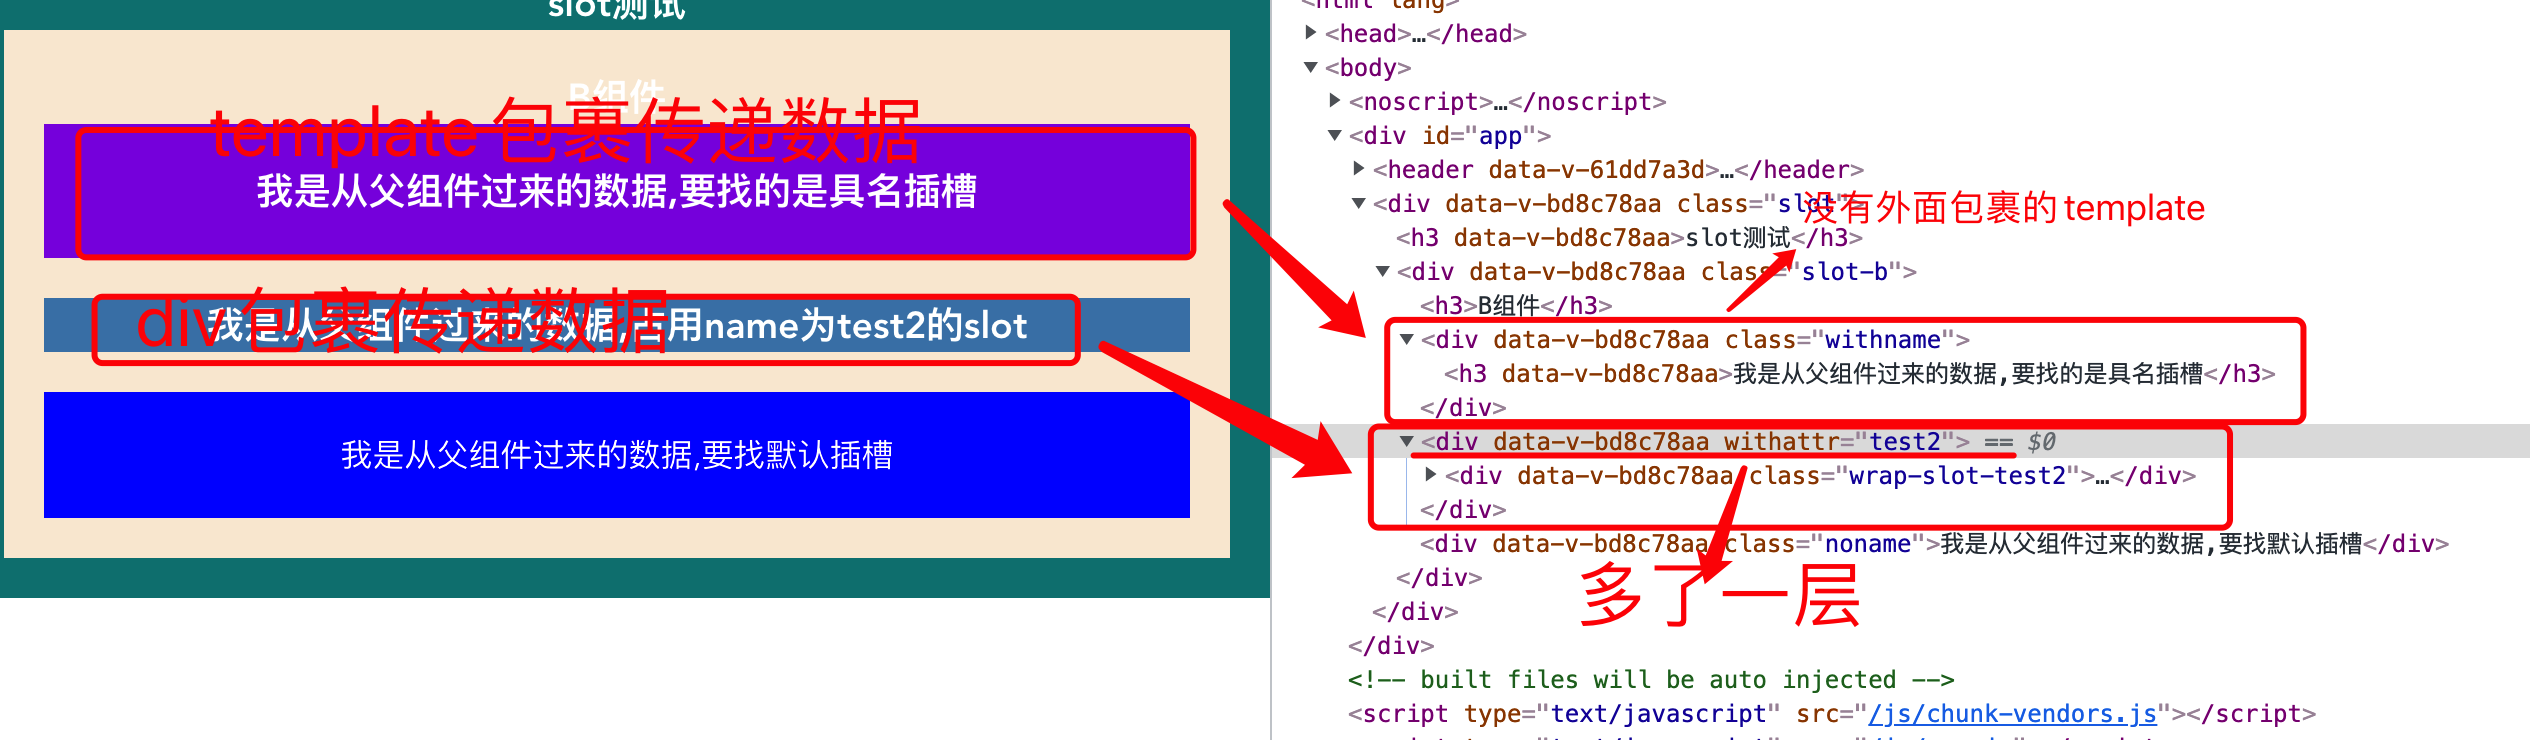 slot测试
B组件
template 包裹传递数据
我是从父组件过来的数据,要找的是具名插槽
div包裹传递数据
我是从父组件过来的数据,占用name为test2的slot
我是从父组件过来的数据,要找默认插槽
<html lang>
<head>…</head>
<body>
<noscript>…</noscript>
<div id="app">
<header data-v-61dd7a3d>…</header>
<div data-v-bd8c78aa class="slot">
没有外面包裹的template
<h3 data-v-bd8c78aa>slot测试</h3>
<div data-v-bd8c78aa class="slot-b">
<h3>B组件</h3>
<div data-v-bd8c78aa class="withname">
<h3 data-v-bd8c78aa>我是从父组件过来的数据,要找的是具名插槽</h3>
</div>
<div data-v-bd8c78aa withattr="test2"> == $0
<div data-v-bd8c78aa class="wrap-slot-test2">…</div>
</div>
<div data-v-bd8c78aa class="noname">我是从父组件过来的数据,要找默认插槽</div>
</div>
多了一层
</div>
</div>
<!-- built files will be auto injected -->
<script type="text/javascript" src="/js/chunk-vendors.js"></script>